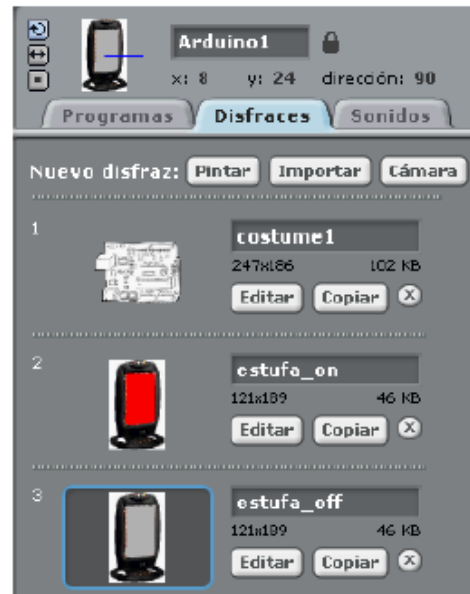 Arduino1
x: 8 y: 24 dirección: 90
Programas Disfraces Sonidos
Nuevo disfraz: Pintar Importar Cámara
1 costume1
247x186 102 KB
Editar Copiar X
2 estufa_on
121x189 46 KB
Editar Copiar X
3 estufa_off
121x189 46 KB
Editar Copiar X